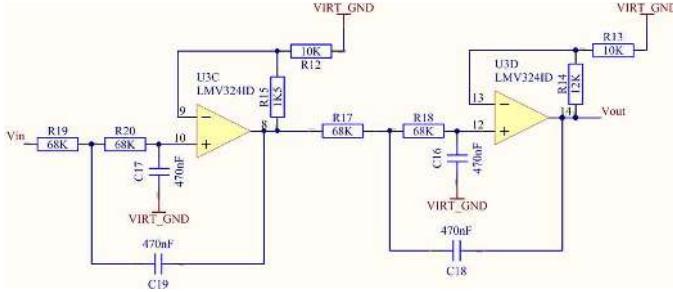 VIRT_GND
10K
R12
R15
1K5
U3C
LMV324ID
9
8
10
Vin
R19
68K
R20
68K
C17
470nF
VIRT_GND
470nF
C19
VIRT_GND
R13
10K
R14
12K
U3D
LMV324ID
13
14
12
Vout
R17
68K
R18
68K
C16
470nF
VIRT_GND
470nF
C18